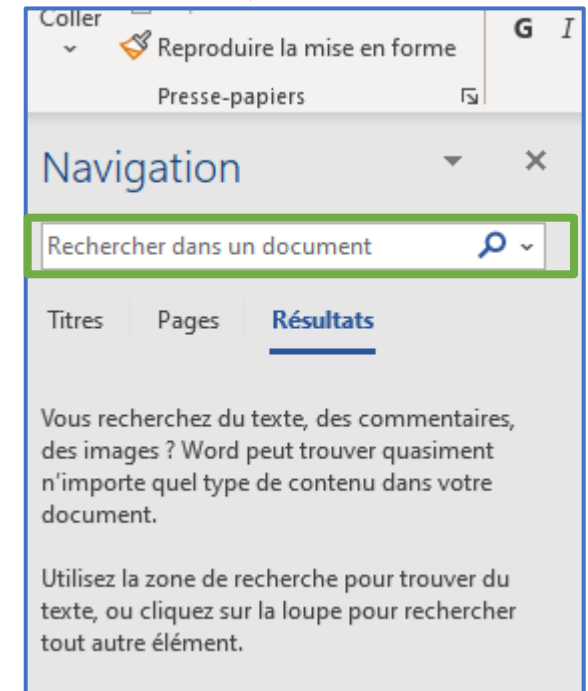 Coller
G I
Reproduire la mise en forme
Presse-papiers
Navigation
Rechercher dans un document
Titres Pages Résultats
Vous recherchez du texte, des commentaires,
des images ? Word peut trouver quasiment
n'importe quel type de contenu dans votre
document.
Utilisez la zone de recherche pour trouver du
texte, ou cliquez sur la loupe pour rechercher
tout autre élément.